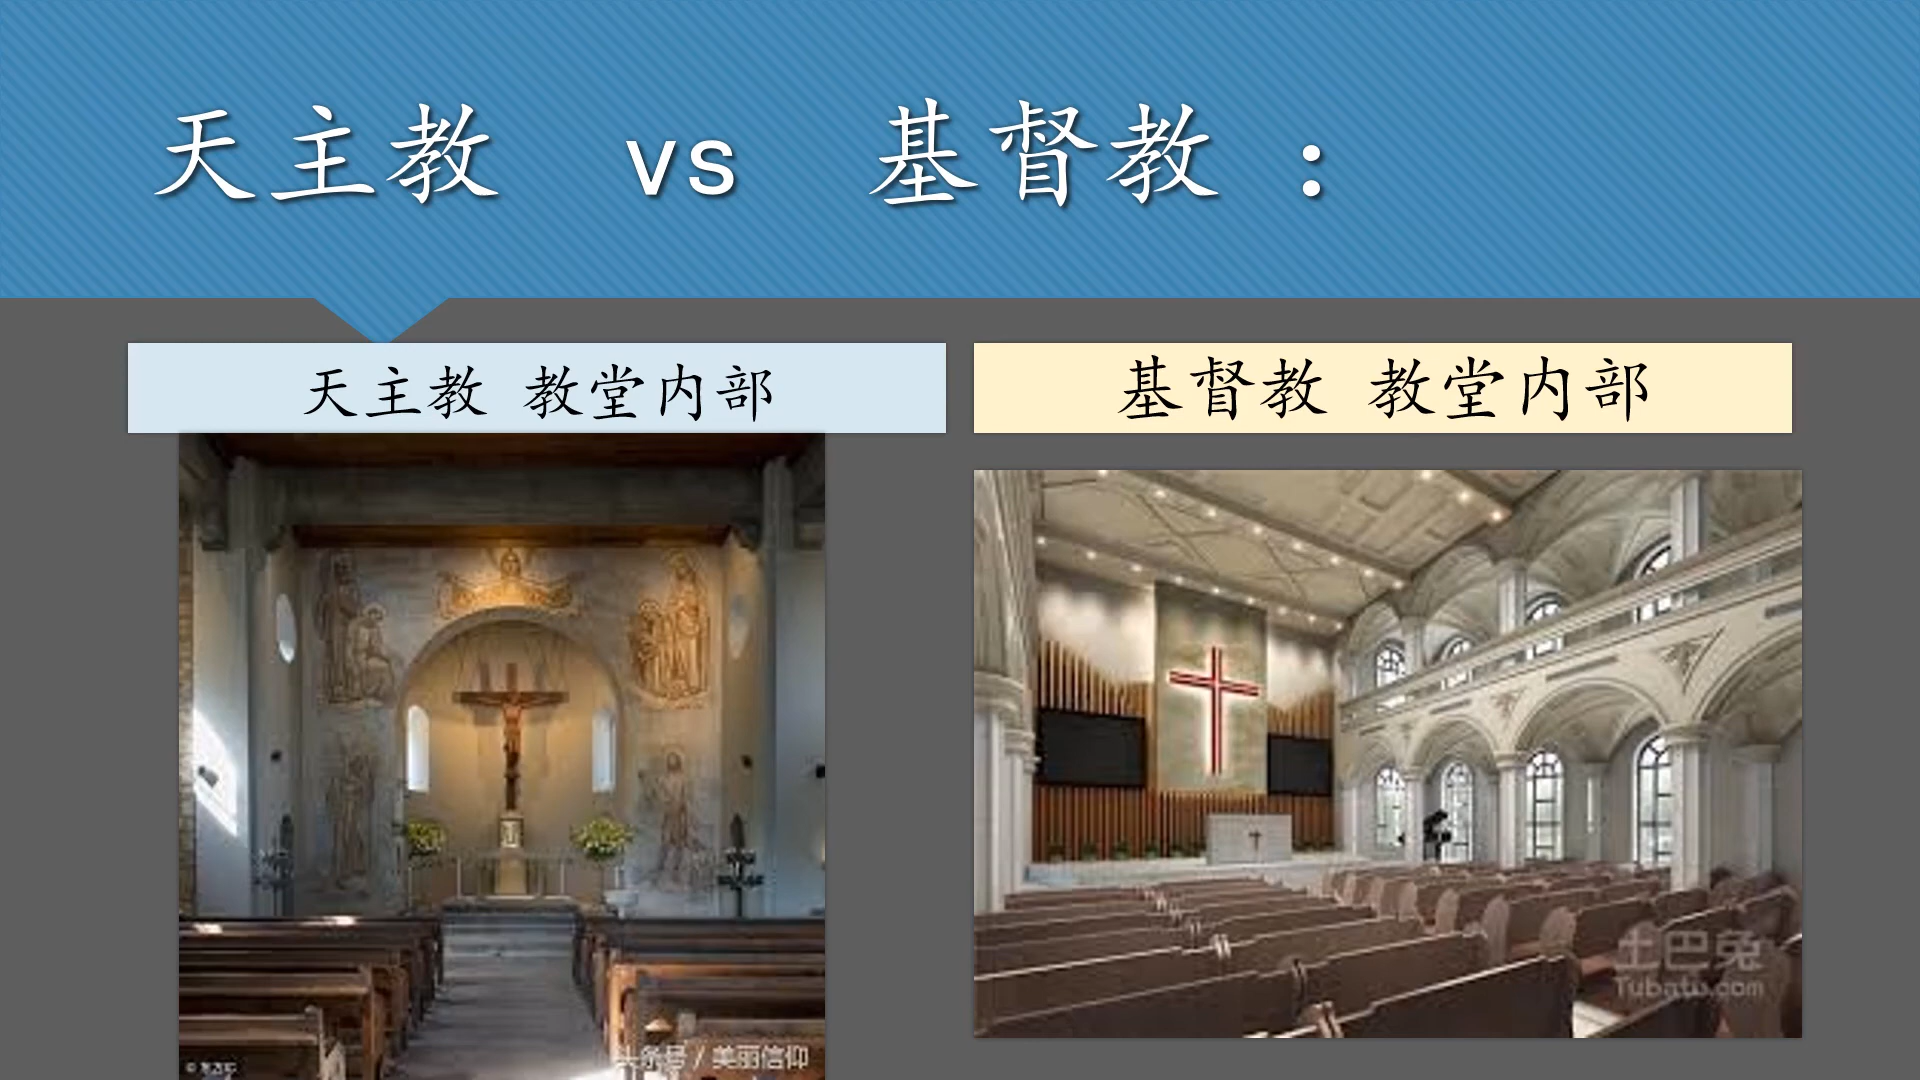 天主教 vs 基督教 :
天主教 教堂内部
基督教 教堂内部
土巴兔
Tubatu.com
头条号 / 美丽信仰